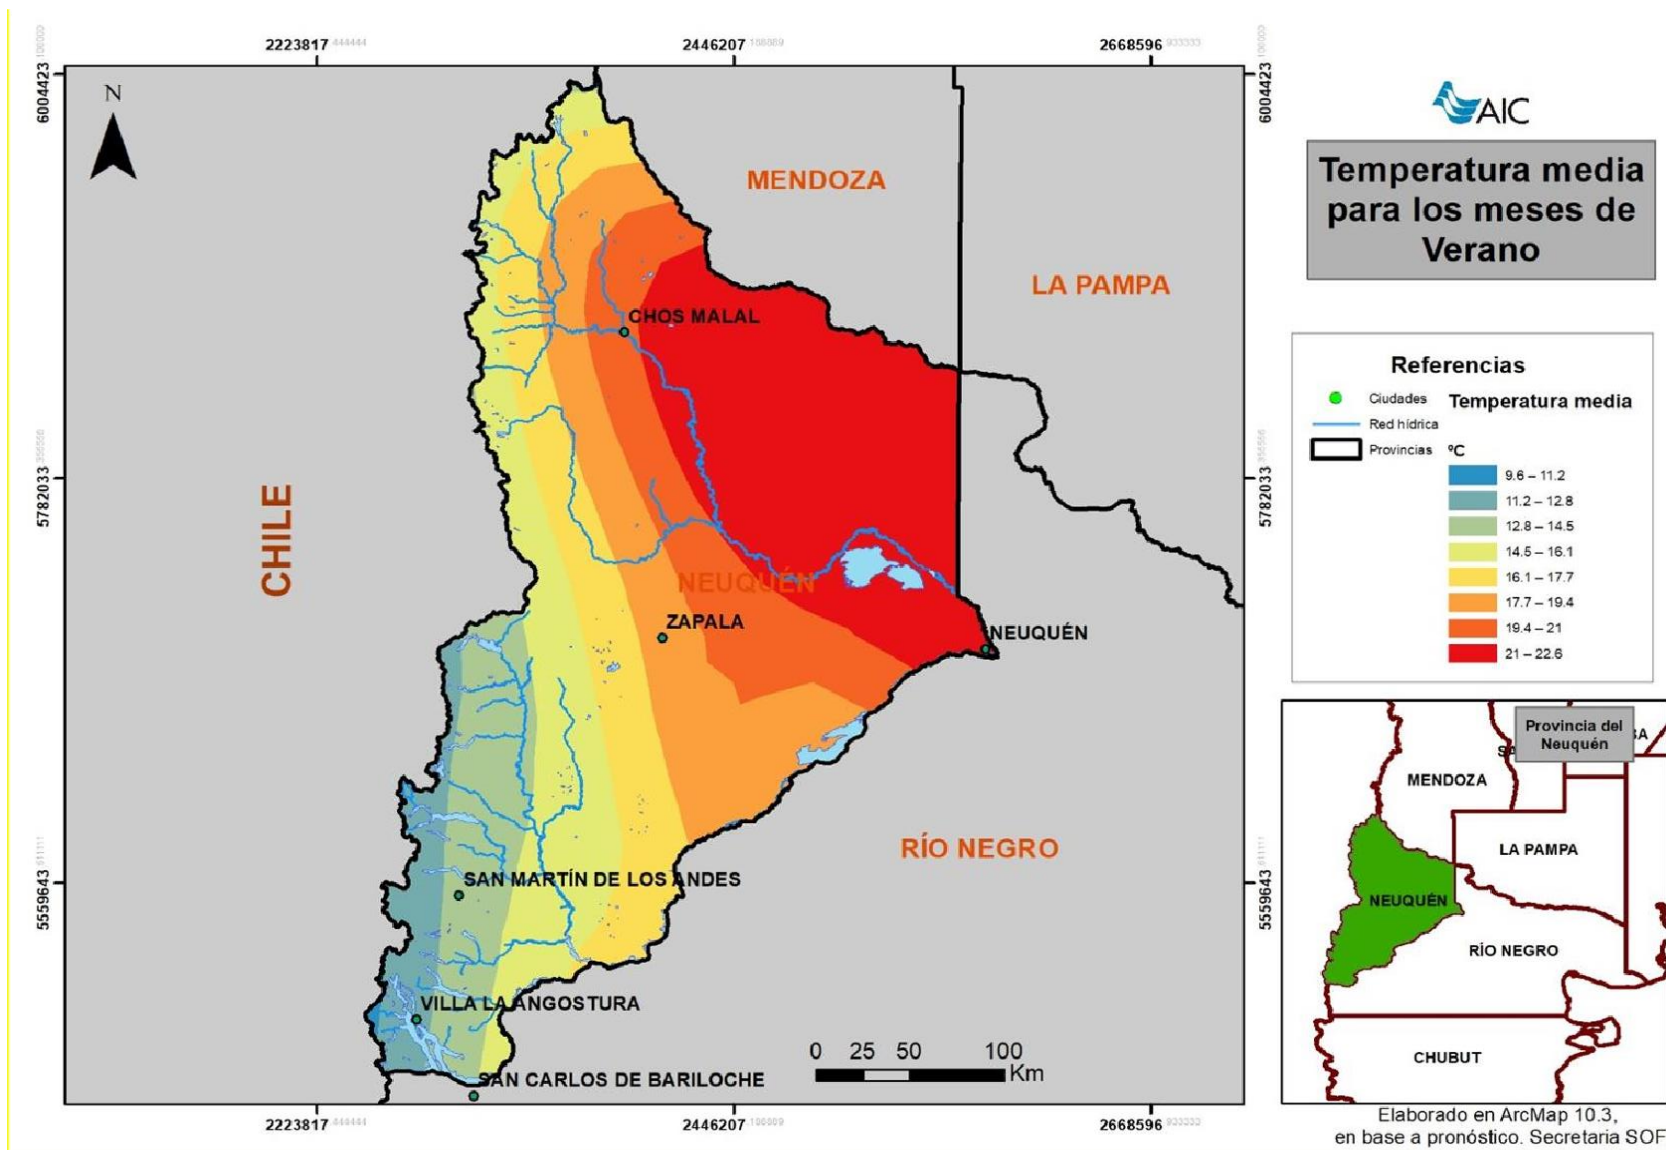 2223817 444444
2446207 188889
2668596 933333
6004423
6004423
N
AIC
Temperatura media
para los meses de
Verano
MENDOZA
LA PAMPA
CHOS MALAL
Referencias
Ciudades
Temperatura media
Red hídrica
Provincias
ºC
9.6 – 11.2
11.2 – 12.8
12.8 – 14.5
14.5 – 16.1
16.1 – 17.7
17.7 – 19.4
19.4 – 21
21 – 22.6
5782033
5782033
CHILE
NEUQUÉN
ZAPALA
NEUQUÉN
RÍO NEGRO
SAN MARTÍN DE LOS ANDES
5559643
5559643
VILLA LA ANGOSTURA
SAN CARLOS DE BARILOCHE
0 25 50 100
Km
2223817
2446207
2668596 933333
Provincia del
Neuquén
MENDOZA
LA PAMPA
NEUQUÉN
RÍO NEGRO
CHUBUT
Elaborado en ArcMap 10.3,
en base a pronóstico. Secretaria SOF